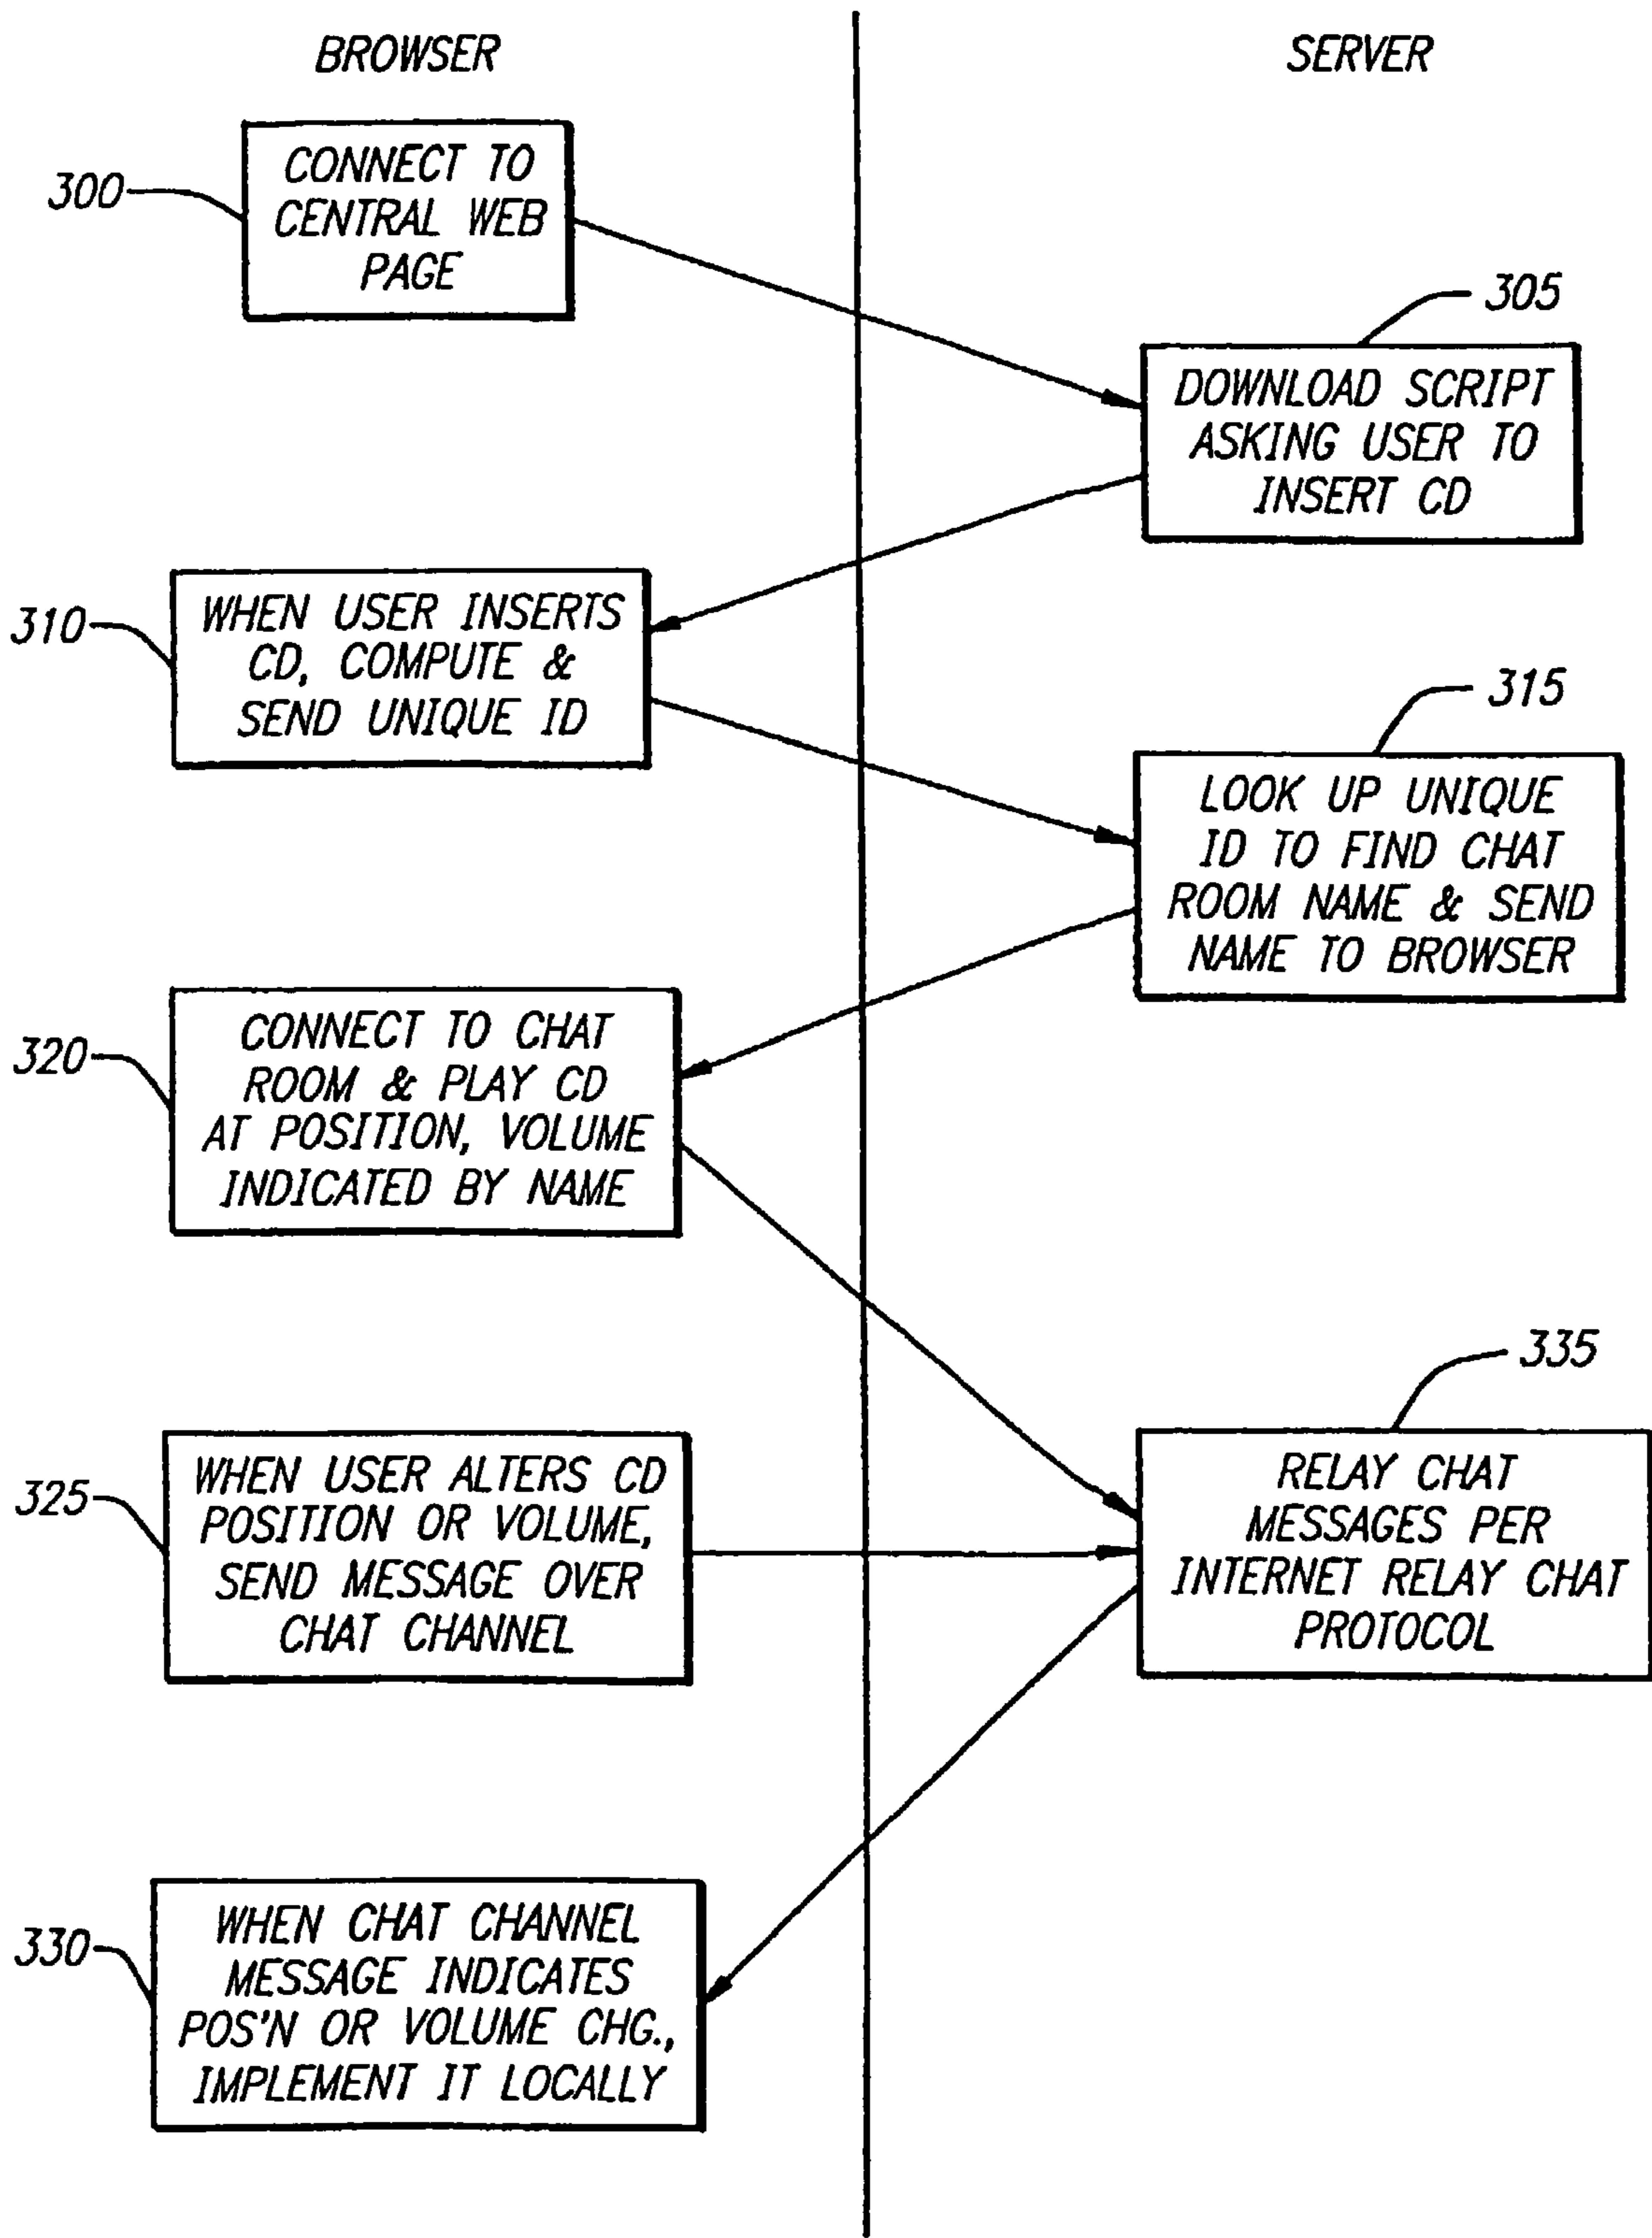 BROWSER
SERVER
300
CONNECT TO
CENTRAL WEB
PAGE
305
DOWNLOAD SCRIPT
ASKING USER TO
INSERT CD
310
WHEN USER INSERTS
CD, COMPUTE &
SEND UNIQUE ID
315
LOOK UP UNIQUE
ID TO FIND CHAT
ROOM NAME & SEND
NAME TO BROWSER
320
CONNECT TO CHAT
ROOM & PLAY CD
AT POSITION, VOLUME
INDICATED BY NAME
325
WHEN USER ALTERS CD
POSITION OR VOLUME,
SEND MESSAGE OVER
CHAT CHANNEL
335
RELAY CHAT
MESSAGES PER
INTERNET RELAY CHAT
PROTOCOL
330
WHEN CHAT CHANNEL
MESSAGE INDICATES
POS'N OR VOLUME CHG.,
IMPLEMENT IT LOCALLY